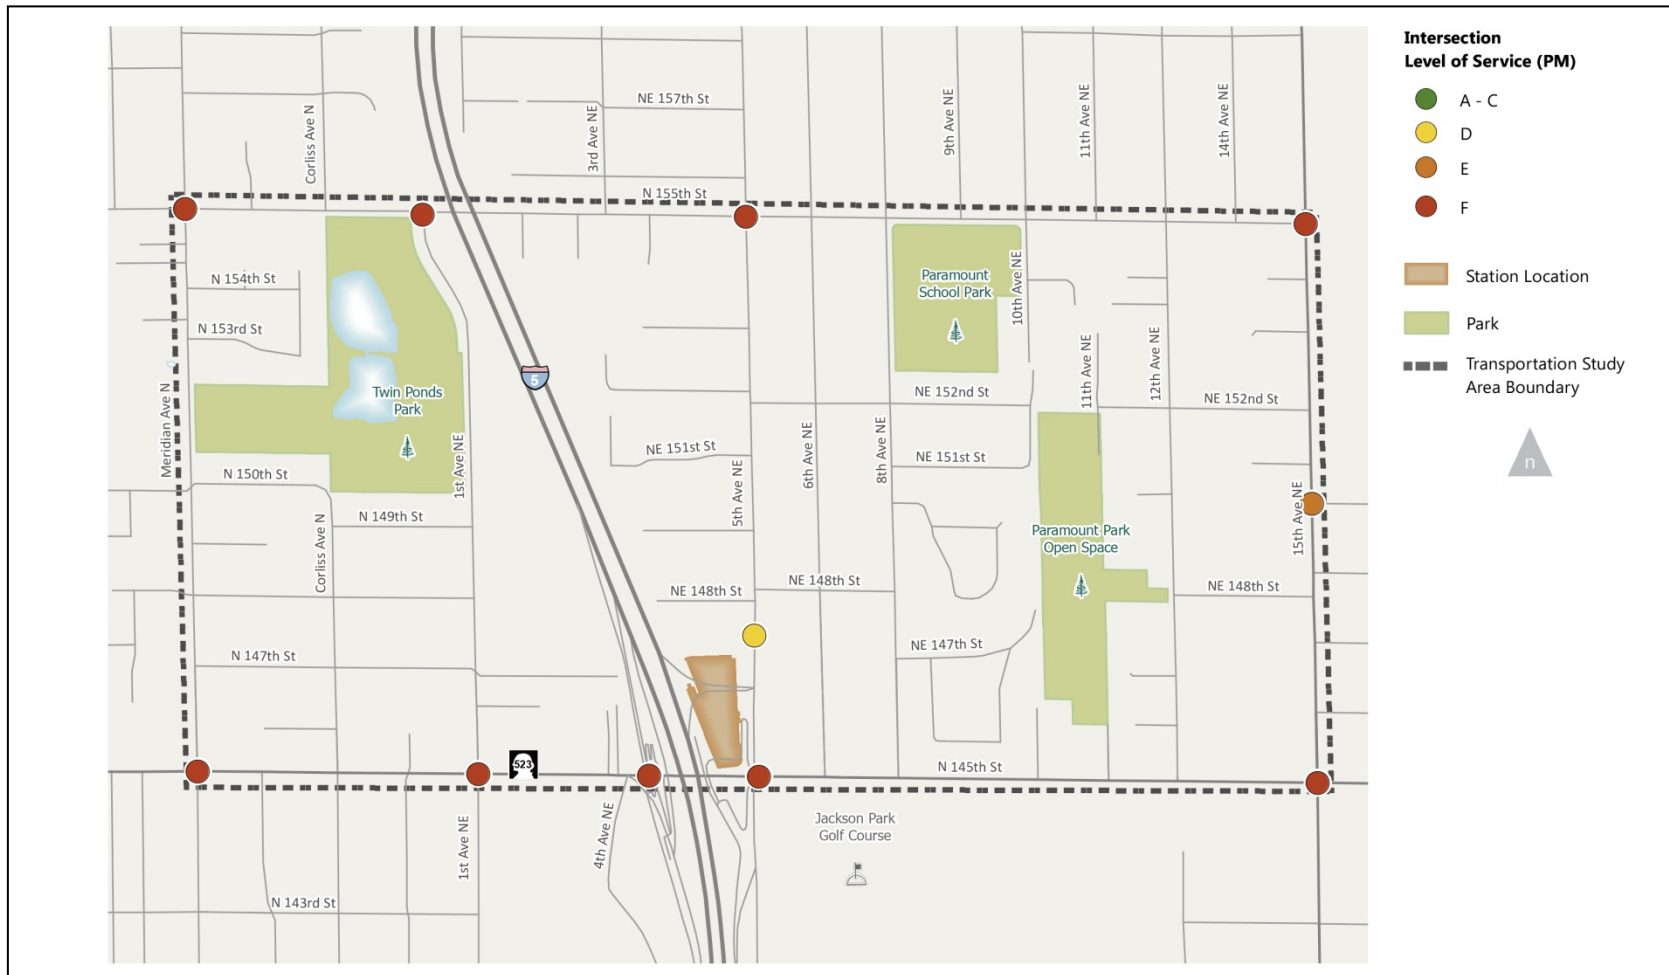 Intersection
Level of Service (PM)
A - C
D
E
F
Station Location
Park
Transportation Study
Area Boundary
n
NE 157th St
Corliss Ave N
3rd Ave NE
9th Ave NE
11th Ave NE
14th Ave NE
N 155th St
N 154th St
N 153rd St
Paramount
School Park
10th Ave NE
5
Twin Ponds
Park
Meridian Ave N
1st Ave NE
N 150th St
N 149th St
Corliss Ave N
NE 151st St
5th Ave NE
6th Ave NE
8th Ave NE
NE 152nd St
NE 151st St
11th Ave NE
12th Ave NE
NE 152nd St
15th Ave NE
Paramount Park
Open Space
NE 148th St
NE 148th St
NE 148th St
NE 147th St
N 147th St
523
N 145th St
Jackson Park
Golf Course
1st Ave NE
4th Ave NE
N 143rd St